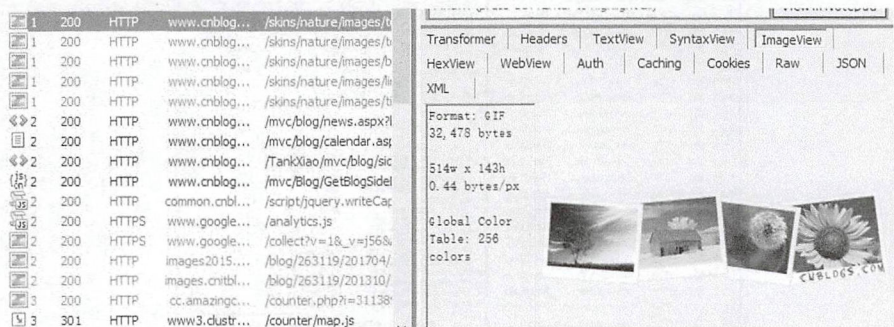 1 200 HTTP www.cnblog... /skins/nature/images/t
1 200 HTTP www.cnblog... /skins/nature/images/t
1 200 HTTP www.cnblog... /skins/nature/images/b
1 200 HTTP www.cnblog... /skins/nature/images/li
1 200 HTTP www.cnblog... /skins/nature/images/ti
2 200 HTTP www.cnblog... /mvc/blog/news.aspx?l
2 200 HTTP www.cnblog... /mvc/blog/calendar.asp
2 200 HTTP www.cnblog... /TankXiao/mvc/blog/sid
2 200 HTTP www.cnblog... /mvc/Blog/GetBlogSidel
2 200 HTTP common.cnbl... /script/jquery.writeCap
2 200 HTTPS www.google... /analytics.js
2 200 HTTPS www.google... /collect?v=1&_v=j56&
2 200 HTTP images2015.... /blog/263119/201704/
2 200 HTTP images.cnitbl... /blog/263119/201310/
3 200 HTTP cc.amazingc... /counter.php?i=31138
3 301 HTTP www3.clustr... /counter/map.js
Transformer Headers TextView SyntaxView ImageView
HexView WebView Auth Caching Cookies Raw JSON
XML
Format: GIF
32,478 bytes
514w x 143h
0.44 bytes/px
Global Color
Table: 256
colors
CNBLOGS.COM